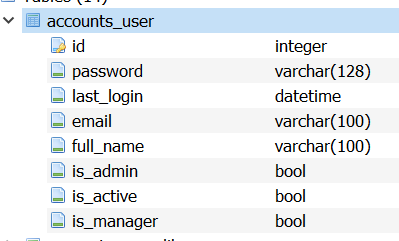 Tables (14)
accounts_user
id integer
password varchar(128)
last_login datetime
email varchar(100)
full_name varchar(100)
is_admin bool
is_active bool
is_manager bool